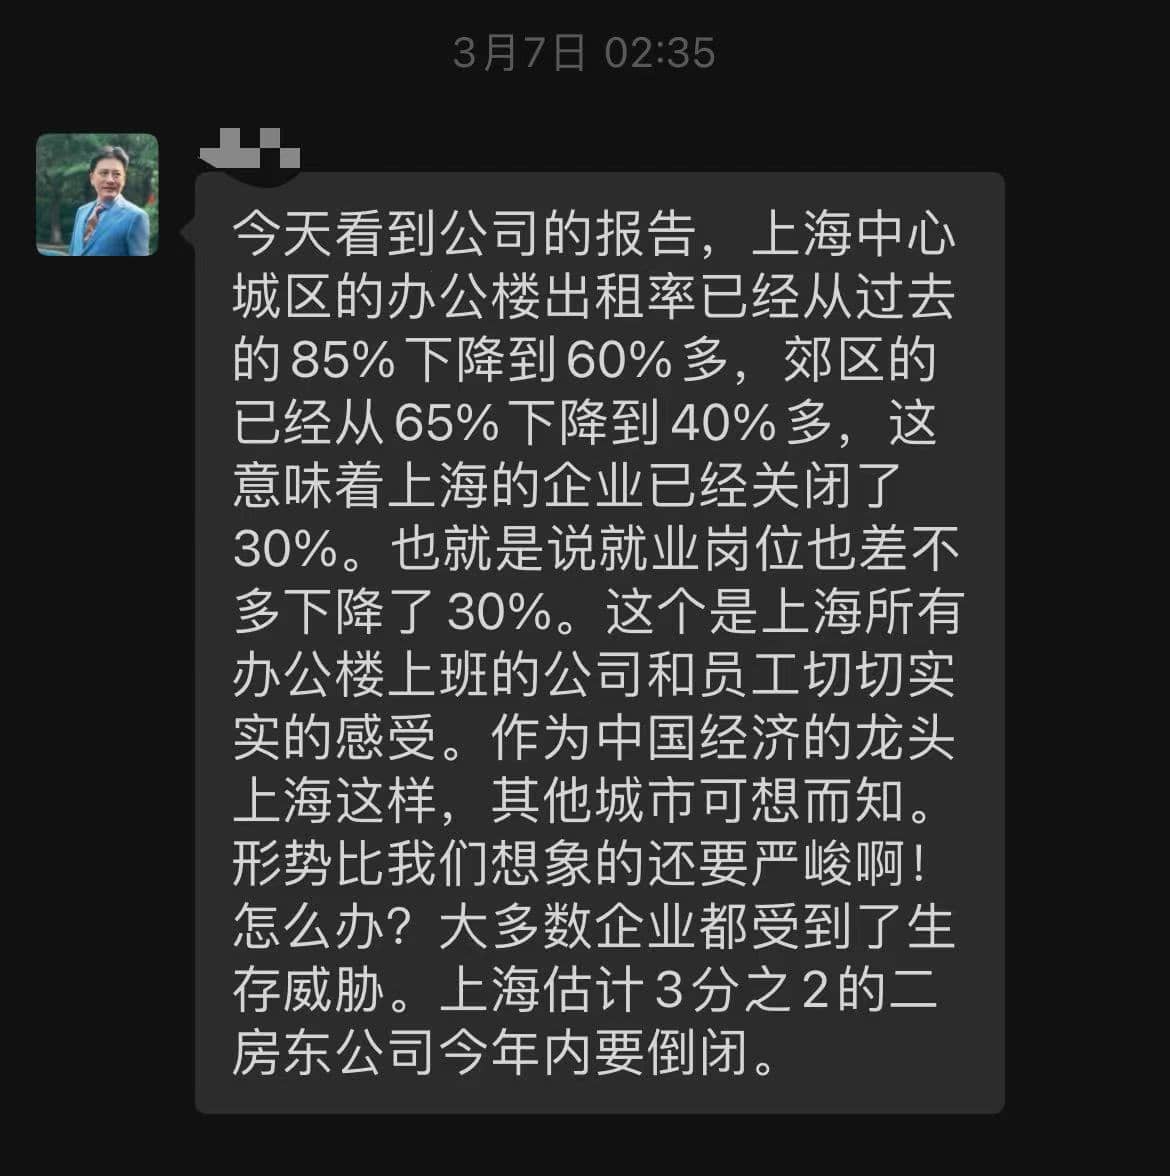 3月7日 02:35
今天看到公司的报告，上海中心
城区的办公楼出租率已经从过去
的85%下降到60%多，郊区的
已经从65%下降到40%多，这
意味着上海的企业已经关闭了
30%。也就是说就业岗位也差不
多下降了30%。这个是上海所有
办公楼上班的公司和员工切切实
实的感受。作为中国经济的龙头
上海这样，其他城市可想而知。
形势比我们想象的还要严峻啊！
怎么办？大多数企业都受到了生
存威胁。上海估计3分之2的二
房东公司今年内要倒闭。